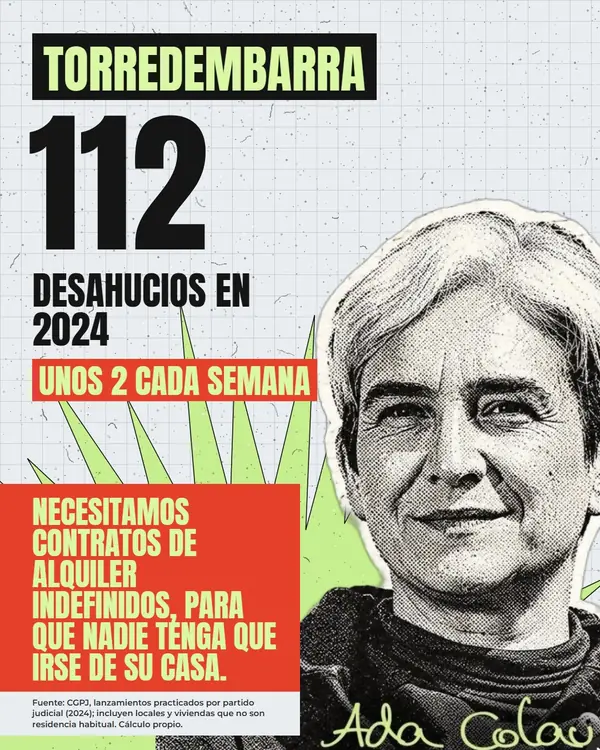 TORREDEMBARRA
112
DESAHUCIOS EN
2024
UNOS 2 CADA SEMANA
NECESITAMOS
CONTRATOS DE
ALQUILER
INDEFINIDOS, PARA
QUE NADIE TENGA QUE
IRSE DE SU CASA.
Fuente: CGPJ, lanzamientos practicados por partido
judicial (2024); incluyen locales y viviendas que no son
residencia habitual. Cálculo propio.
Ada Colau